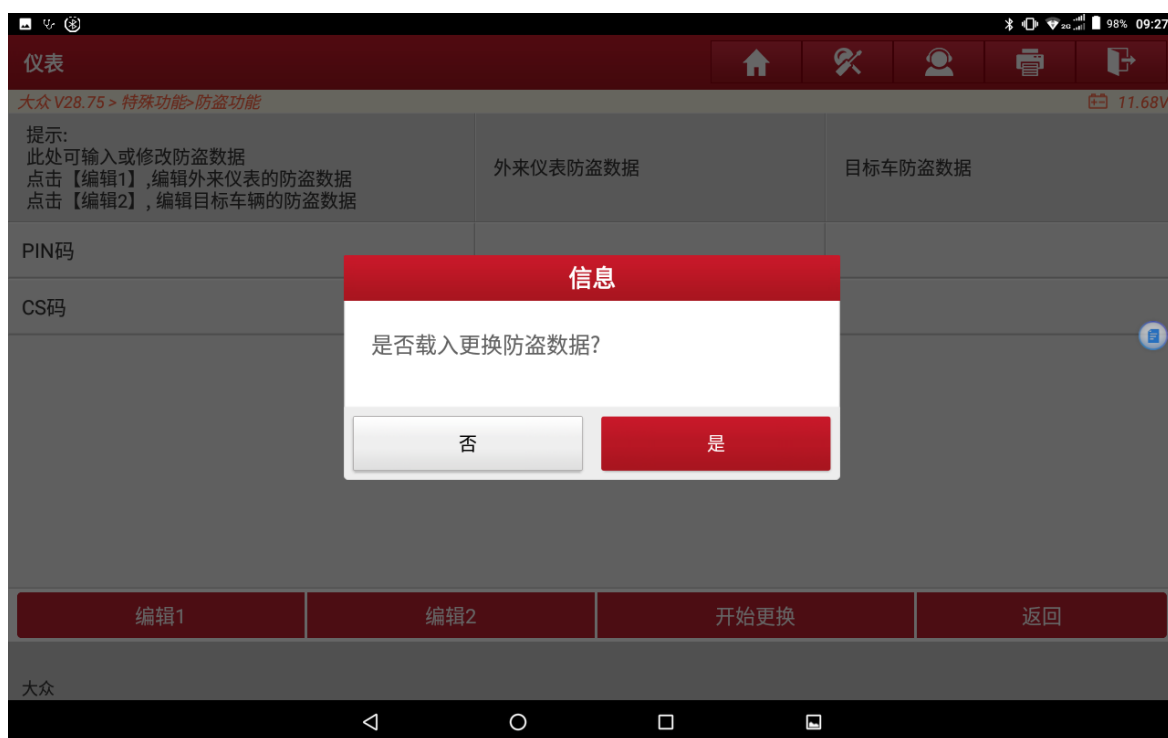 2G 98% 09:27
仪表
大众 V28.75 > 特殊功能>防盗功能 11.68V
提示:
此处可输入或修改防盗数据
点击【编辑1】,编辑外来仪表的防盗数据
点击【编辑2】, 编辑目标车辆的防盗数据
外来仪表防盗数据
目标车防盗数据
PIN码
CS码
信息
是否载入更换防盗数据?
否 是
编辑1 编辑2 开始更换 返回
大众